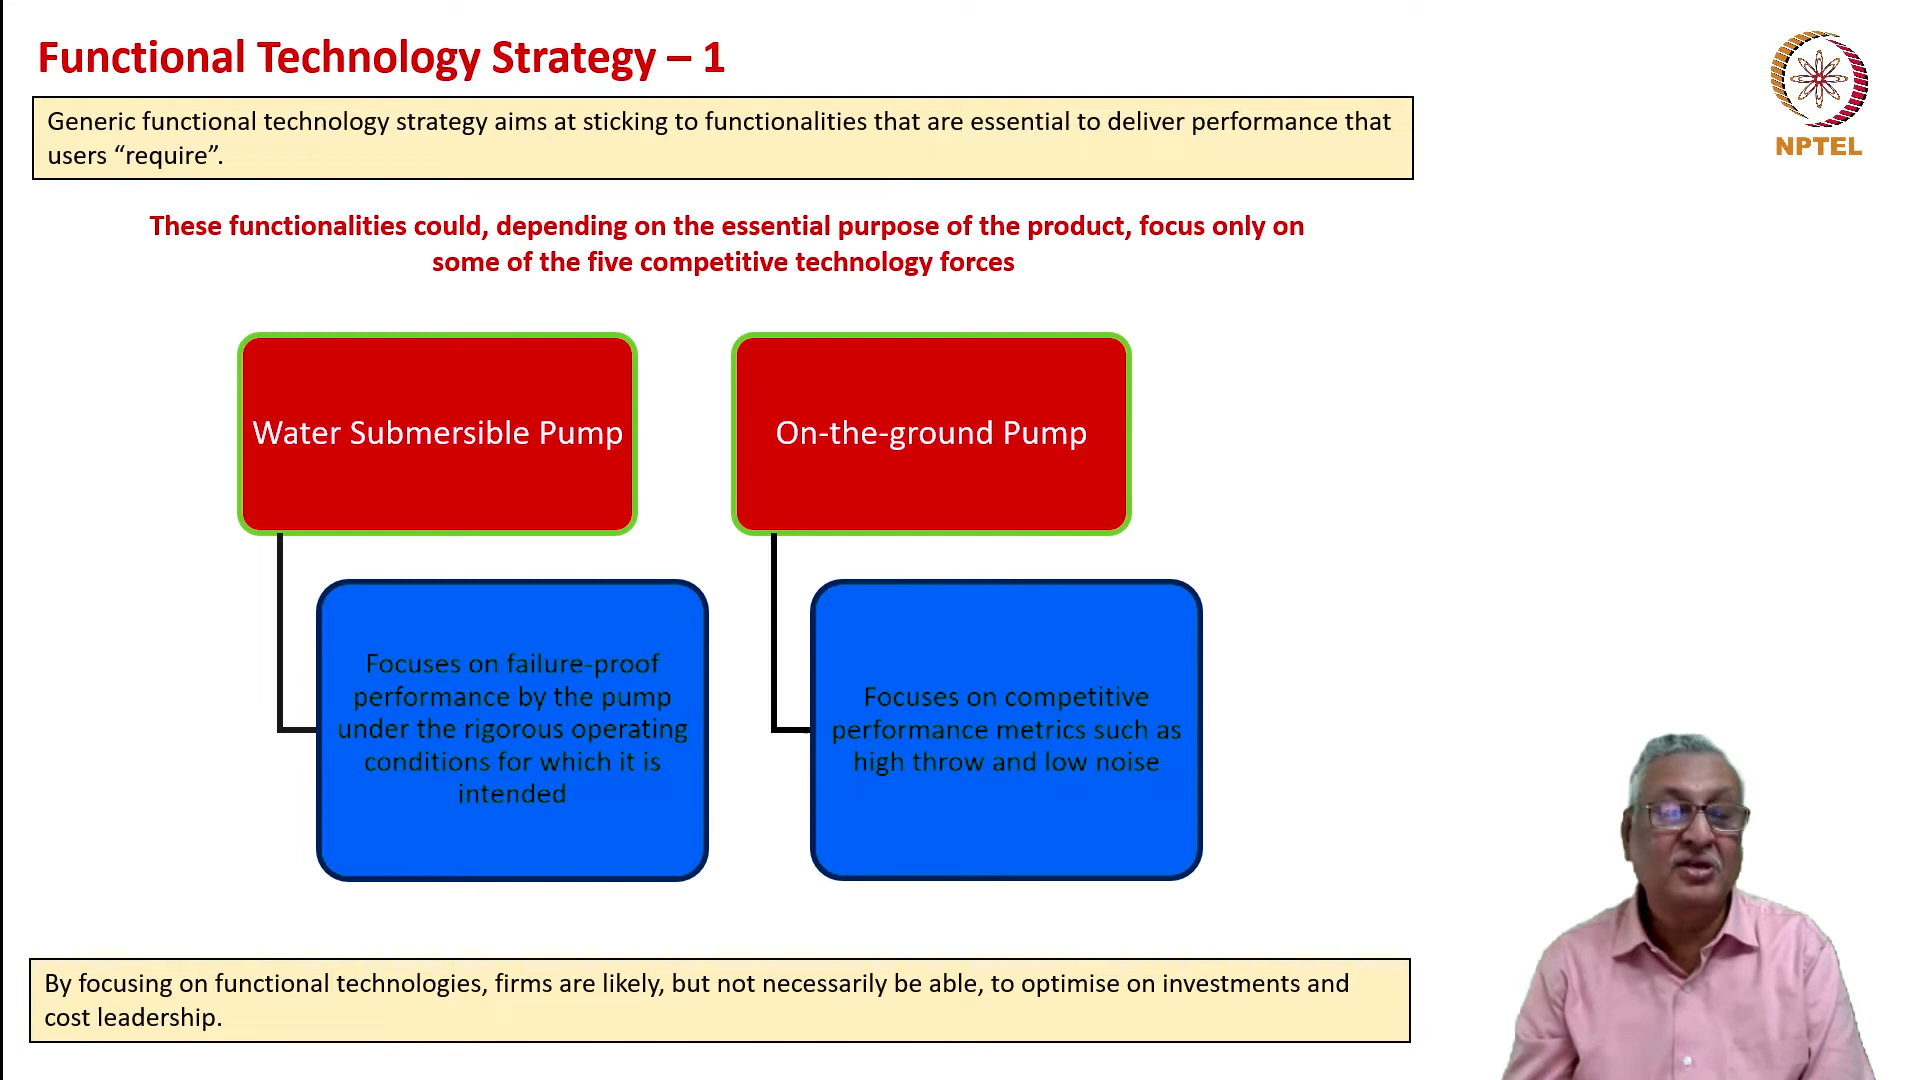 Functional Technology Strategy – 1
Generic functional technology strategy aims at sticking to functionalities that are essential to deliver performance that
users “require”.
NPTEL
These functionalities could, depending on the essential purpose of the product, focus only on
some of the five competitive technology forces
Water Submersible Pump
On-the-ground Pump
Focuses on failure-proof
performance by the pump
under the rigorous operating
conditions for which it is
intended
Focuses on competitive
performance metrics such as
high throw and low noise
By focusing on functional technologies, firms are likely, but not necessarily be able, to optimise on investments and
cost leadership.